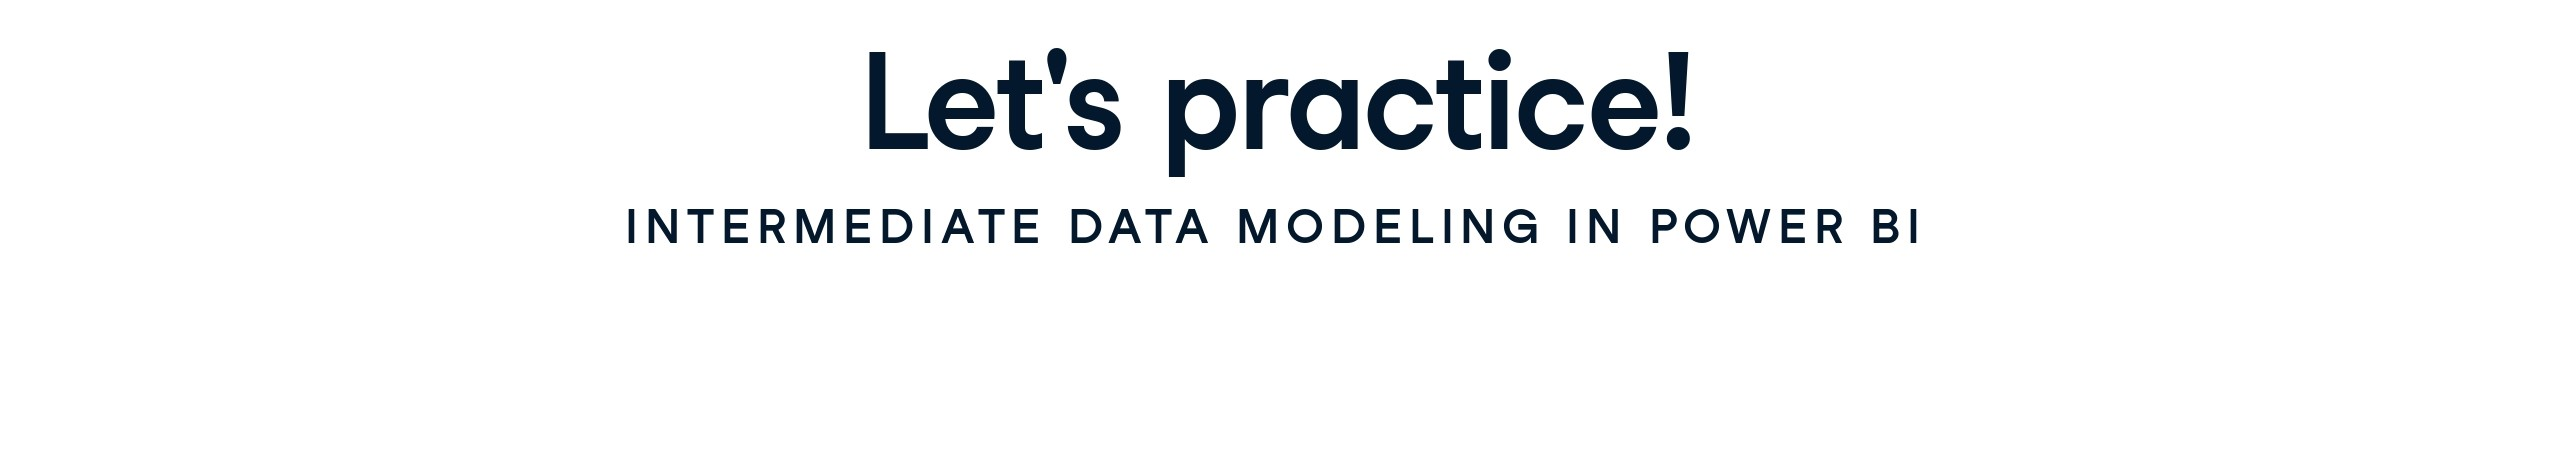 Let's practice!
INTERMEDIATE DATA MODELING IN POWER BI